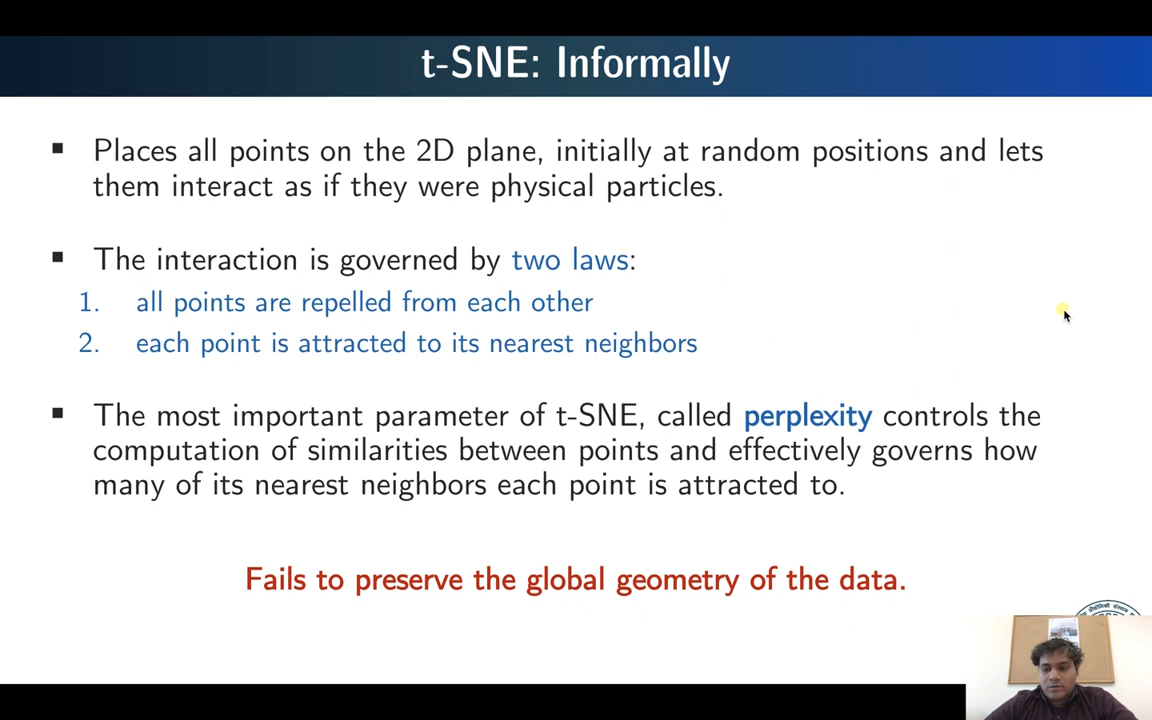 t-SNE: Informally
▪ Places all points on the 2D plane, initially at random positions and lets
them interact as if they were physical particles.
▪ The interaction is governed by two laws:
1. all points are repelled from each other
2. each point is attracted to its nearest neighbors
▪ The most important parameter of t-SNE, called perplexity controls the
computation of similarities between points and effectively governs how
many of its nearest neighbors each point is attracted to.
Fails to preserve the global geometry of the data.